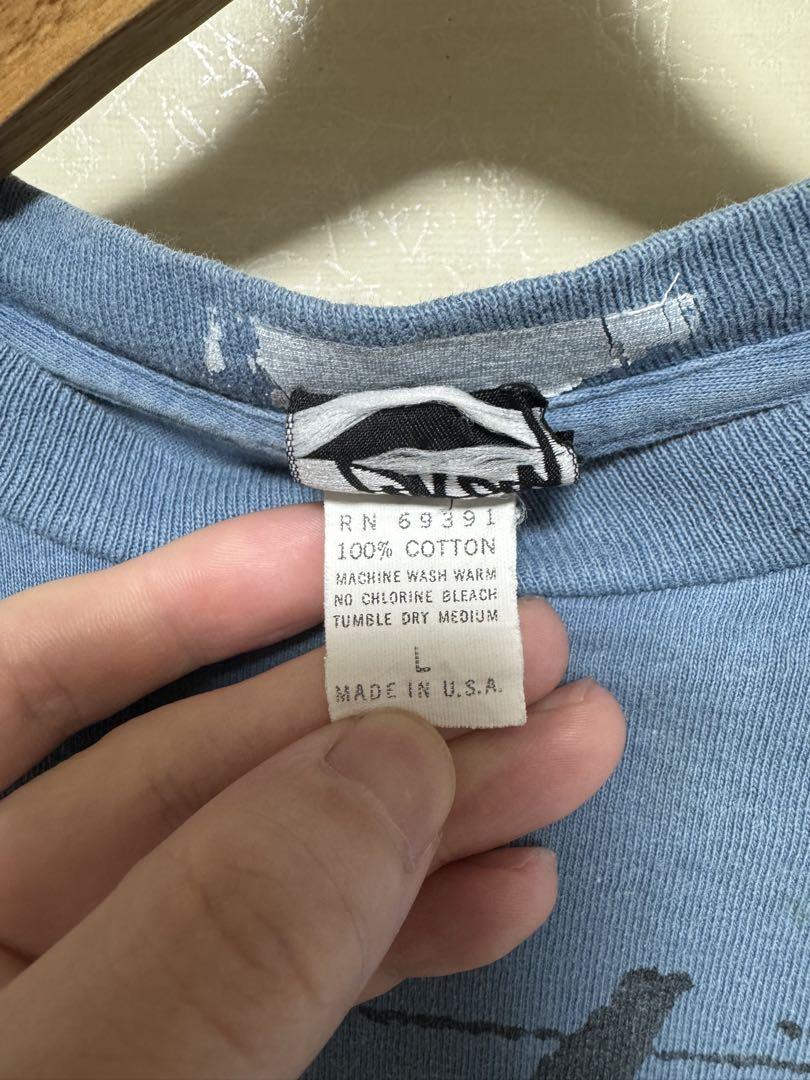 RN 69391
100% COTTON
MACHINE WASH WARM
NO CHLORINE BLEACH
TUMBLE DRY MEDIUM
L
MADE IN U.S.A.